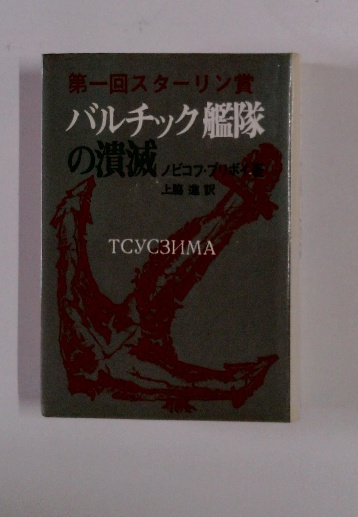 第一回スターリン賞
バルチック艦隊
の潰滅
ノビコフ・プリボイ著
上脇進訳
ТСУСЗИМА